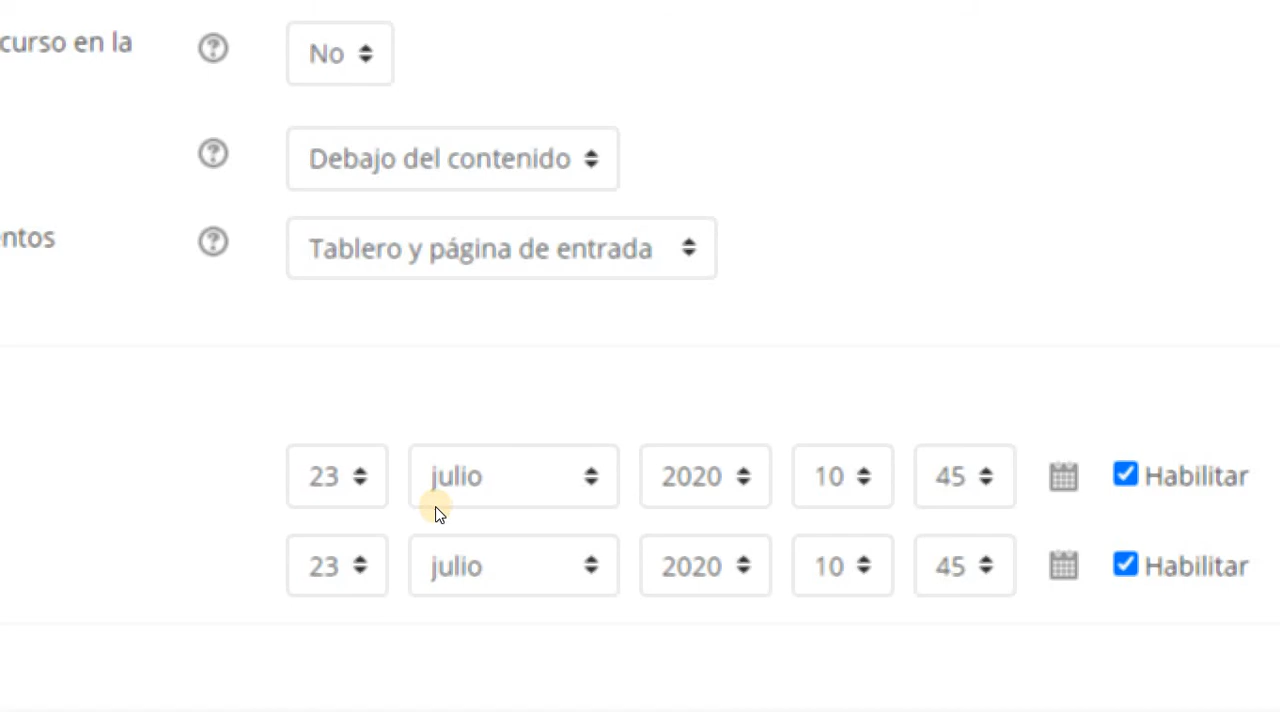 curso en la No
Debajo del contenido
entos Tablero y página de entrada
23 julio 2020 10 45 Habilitar
23 julio 2020 10 45 Habilitar